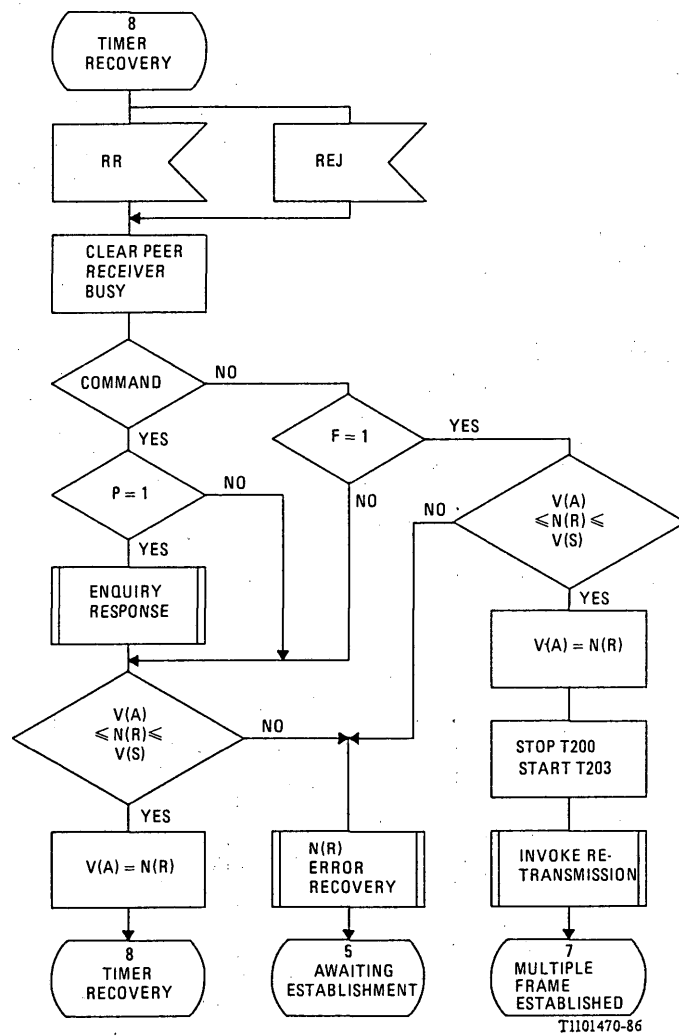 8
TIMER
RECOVERY
RR
REJ
CLEAR PEER
RECEIVER
BUSY
COMMAND
NO
YES
F = 1
YES
NO
P = 1
NO
YES
V(A)
≤ N(R) ≤
V(S)
NO
YES
ENQUIRY
RESPONSE
V(A) = N(R)
V(A)
≤ N(R) ≤
V(S)
NO
YES
STOP T200
START T203
V(A) = N(R)
N(R)
ERROR
RECOVERY
INVOKE RE-
TRANSMISSION
8
TIMER
RECOVERY
5
AWAITING
ESTABLISHMENT
7
MULTIPLE
FRAME
ESTABLISHED
T1101470-86